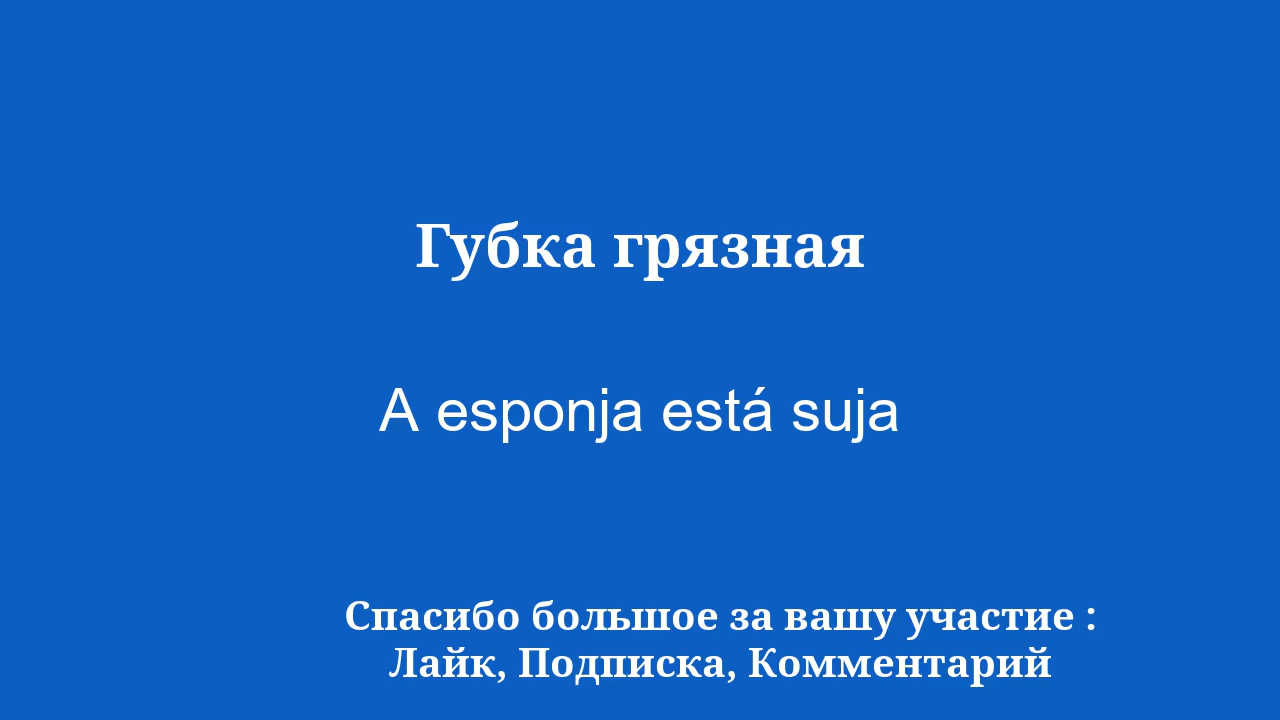 Губка грязная
A esponja está suja
Спасибо большое за вашу участие :
Лайк, Подписка, Комментарий